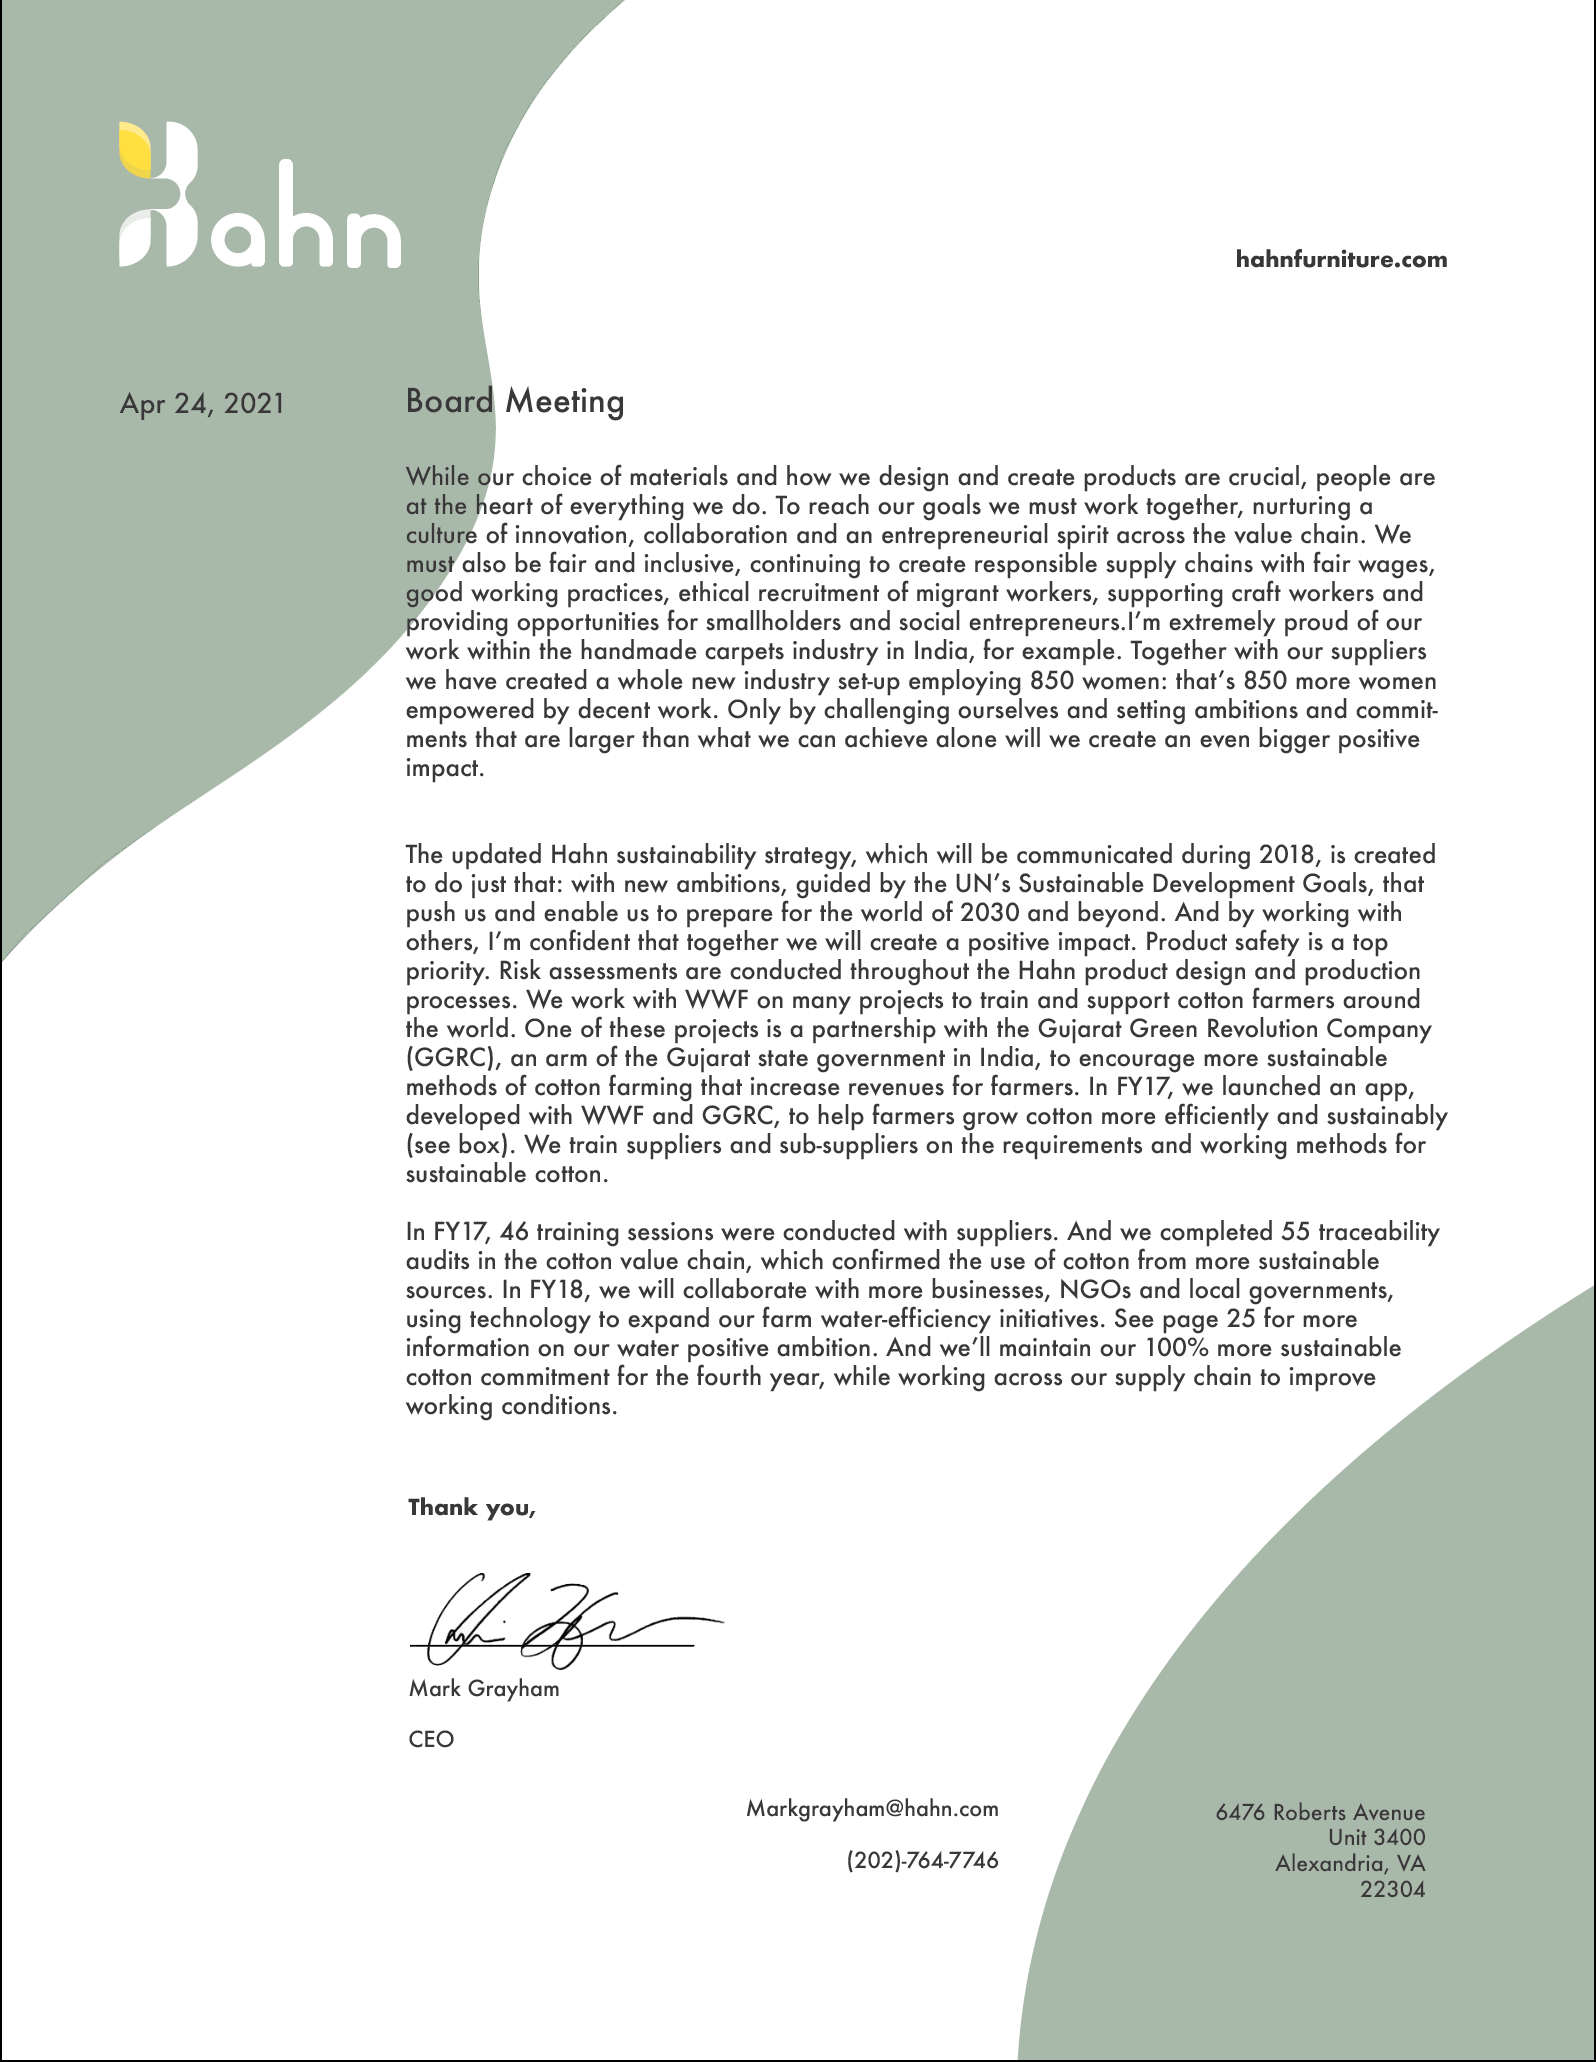 Hahn
hahnfurniture.com
Apr 24, 2021
Board Meeting
While our choice of materials and how we design and create products are crucial, people are
at the heart of everything we do. To reach our goals we must work together, nurturing a
culture of innovation, collaboration and an entrepreneurial spirit across the value chain. We
must also be fair and inclusive, continuing to create responsible supply chains with fair wages,
good working practices, ethical recruitment of migrant workers, supporting craft workers and
providing opportunities for smallholders and social entrepreneurs.I’m extremely proud of our
work within the handmade carpets industry in India, for example. Together with our suppliers
we have created a whole new industry set-up employing 850 women: that’s 850 more women
empowered by decent work. Only by challenging ourselves and setting ambitions and commit-
ments that are larger than what we can achieve alone will we create an even bigger positive
impact.
The updated Hahn sustainability strategy, which will be communicated during 2018, is created
to do just that: with new ambitions, guided by the UN’s Sustainable Development Goals, that
push us and enable us to prepare for the world of 2030 and beyond. And by working with
others, I’m confident that together we will create a positive impact. Product safety is a top
priority. Risk assessments are conducted throughout the Hahn product design and production
processes. We work with WWF on many projects to train and support cotton farmers around
the world. One of these projects is a partnership with the Gujarat Green Revolution Company
(GGRC), an arm of the Gujarat state government in India, to encourage more sustainable
methods of cotton farming that increase revenues for farmers. In FY17, we launched an app,
developed with WWF and GGRC, to help farmers grow cotton more efficiently and sustainably
(see box). We train suppliers and sub-suppliers on the requirements and working methods for
sustainable cotton.
In FY17, 46 training sessions were conducted with suppliers. And we completed 55 traceability
audits in the cotton value chain, which confirmed the use of cotton from more sustainable
sources. In FY18, we will collaborate with more businesses, NGOs and local governments,
using technology to expand our farm water-efficiency initiatives. See page 25 for more
information on our water positive ambition. And we’ll maintain our 100% more sustainable
cotton commitment for the fourth year, while working across our supply chain to improve
working conditions.
Thank you,
Mark Grayham
CEO
Markgrayham@hahn.com
(202)-764-7746
6476 Roberts Avenue
Unit 3400
Alexandria, VA
22304